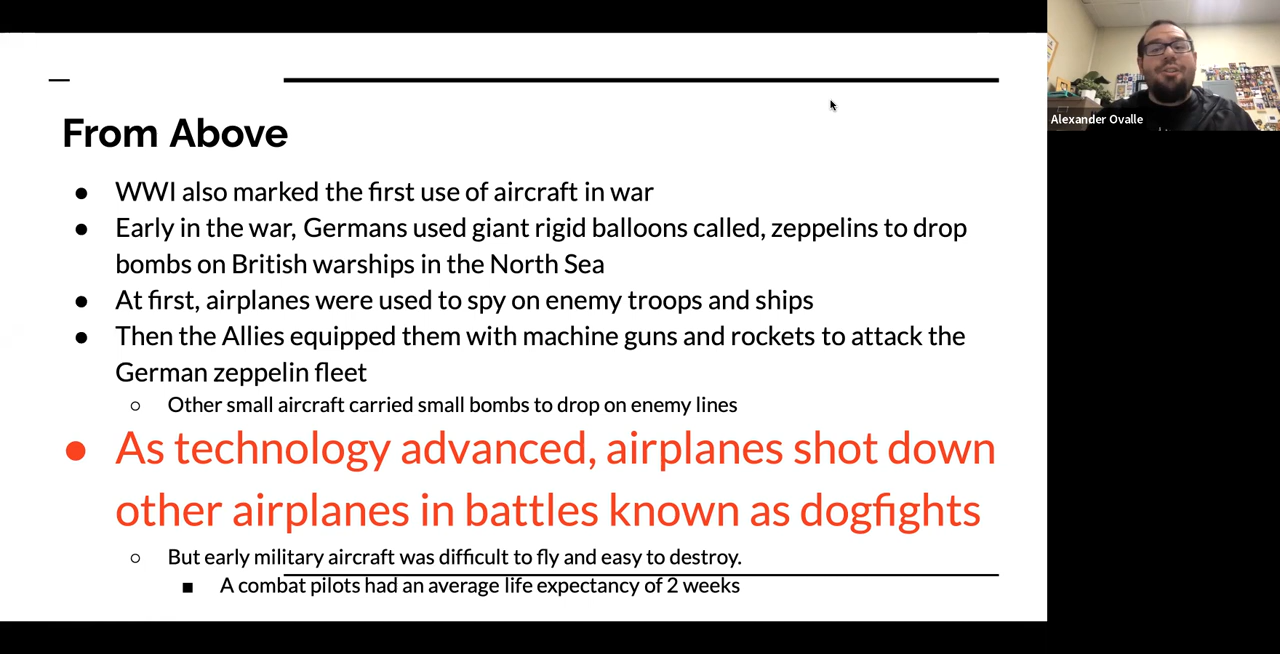 From Above
● WWI also marked the first use of aircraft in war
● Early in the war, Germans used giant rigid balloons called, zeppelins to drop
bombs on British warships in the North Sea
● At first, airplanes were used to spy on enemy troops and ships
● Then the Allies equipped them with machine guns and rockets to attack the
German zeppelin fleet
○ Other small aircraft carried small bombs to drop on enemy lines
● As technology advanced, airplanes shot down
other airplanes in battles known as dogfights
○ But early military aircraft was difficult to fly and easy to destroy.
■ A combat pilots had an average life expectancy of 2 weeks
Alexander Ovalle